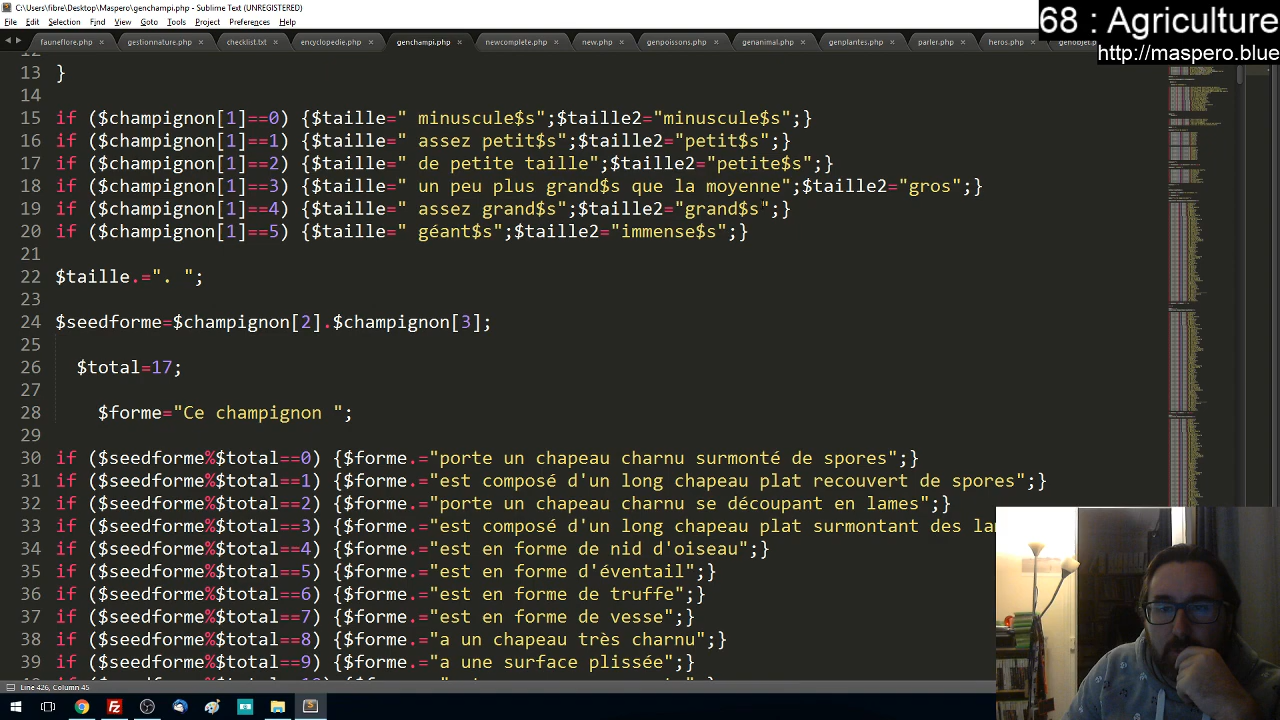 C:\Users\fibre\Desktop\Maspero\genchampi.php - Sublime Text (UNREGISTERED)
68 : Agriculture
File Edit Selection Find View Goto Tools Project Preferences Help
http://maspero.blue
fauneflore.php × gestionnature.php × checklist.txt × encyclopedie.php × genchampi.php × newcomplete.php × new.php × genpoissons.php × genanimal.php × genplantes.php × parler.php × heros.php × genobjet.php
13 }
14
15 if ($champignon[1]==0) {$taille=" minuscule$s";$taille2="minuscule$s";}
16 if ($champignon[1]==1) {$taille=" assez petit$s";$taille2="petit$s";}
17 if ($champignon[1]==2) {$taille=" de petite taille";$taille2="petite$s";}
18 if ($champignon[1]==3) {$taille=" un peu plus grand$s que la moyenne";$taille2="gros";}
19 if ($champignon[1]==4) {$taille=" assez grand$s";$taille2="grand$s";}
20 if ($champignon[1]==5) {$taille=" géant$s";$taille2="immense$s";}
21
22 $taille.=". ";
23
24 $seedforme=$champignon[2].$champignon[3];
25
26 $total=17;
27
28 $forme="Ce champignon ";
29
30 if ($seedforme%$total==0) {$forme.="porte un chapeau charnu surmonté de spores";}
31 if ($seedforme%$total==1) {$forme.="est composé d'un long chapeau plat recouvert de spores";}
32 if ($seedforme%$total==2) {$forme.="porte un chapeau charnu se découpant en lames";}
33 if ($seedforme%$total==3) {$forme.="est composé d'un long chapeau plat surmontant des la
34 if ($seedforme%$total==4) {$forme.="est en forme de nid d'oiseau";}
35 if ($seedforme%$total==5) {$forme.="est en forme d'éventail";}
36 if ($seedforme%$total==6) {$forme.="est en forme de truffe";}
37 if ($seedforme%$total==7) {$forme.="est en forme de vesse";}
38 if ($seedforme%$total==8) {$forme.="a un chapeau très charnu";}
39 if ($seedforme%$total==9) {$forme.="a une surface plissée";}
Line 426, Column 45